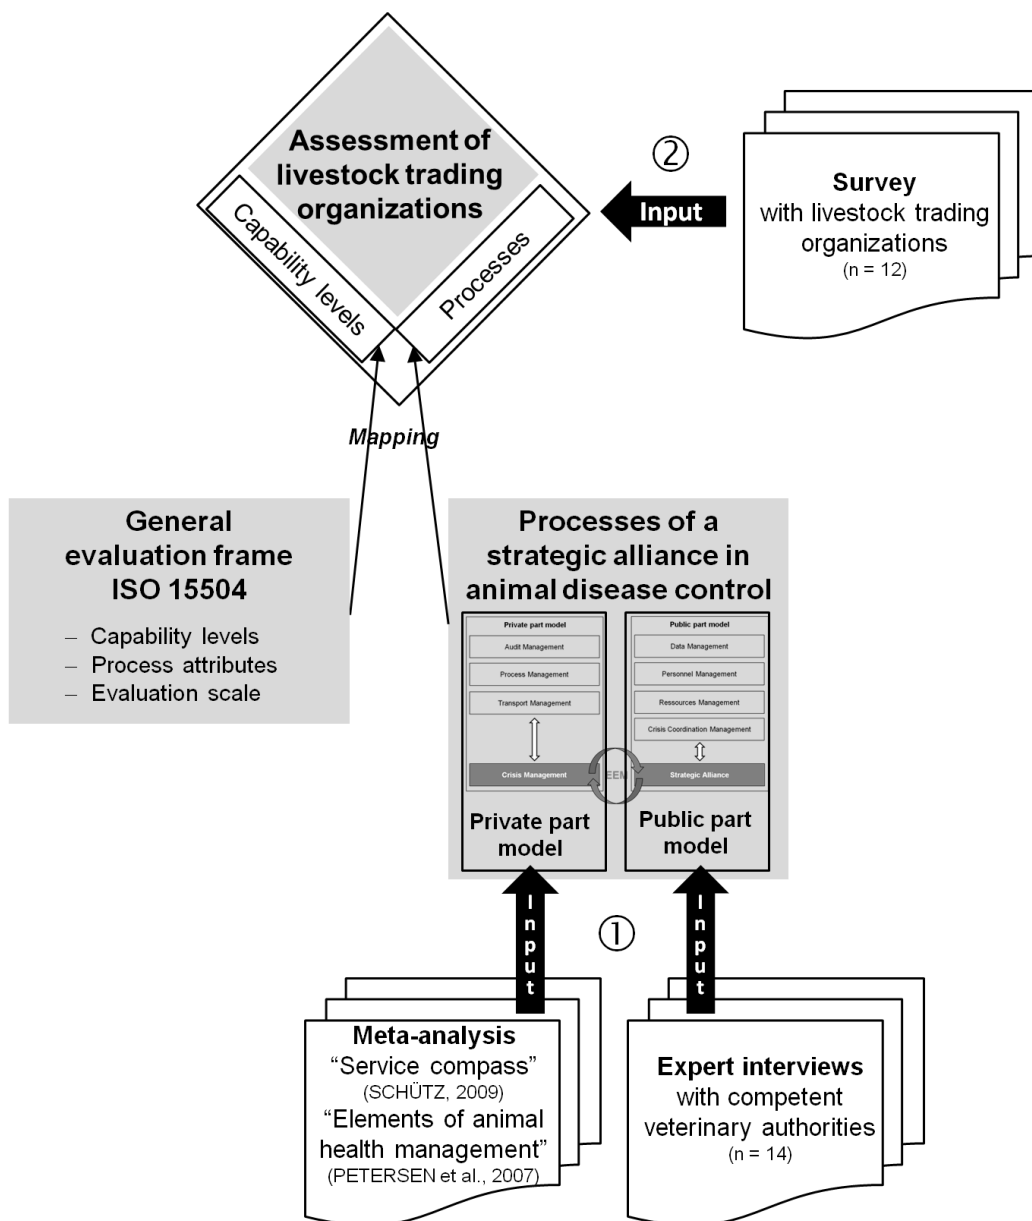 Assessment of
livestock trading
organizations
Capability levels
Processes
②
Input
Survey
with livestock trading
organizations
(n = 12)
Mapping
General
evaluation frame
ISO 15504
– Capability levels
– Process attributes
– Evaluation scale
Processes of a
strategic alliance in
animal disease control
Private part model
Audit Management
Process Management
Transport Management
Crisis Management
Public part model
Data Management
Personnel Management
Ressources Management
Crisis Coordination Management
Strategic Alliance
EEM
Private part
model
Public part
model
Input
①
Input
Meta-analysis
“Service compass”
(SCHÜTZ, 2009)
“Elements of animal
health management”
(PETERSEN et al., 2007)
Expert interviews
with competent
veterinary authorities
(n = 14)